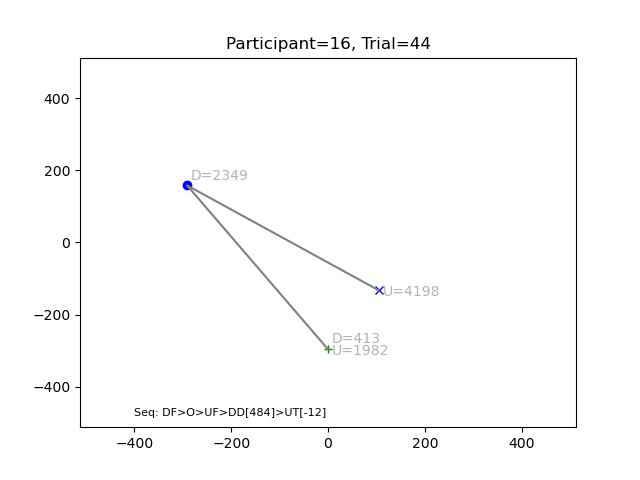 Participant=16, Trial=44
400
200
0
−200
−400
D=2349
U=4198
D=413
U=1982
Seq: DF>O>UF>DD[484]>UT[-12]
−400
−200
0
200
400